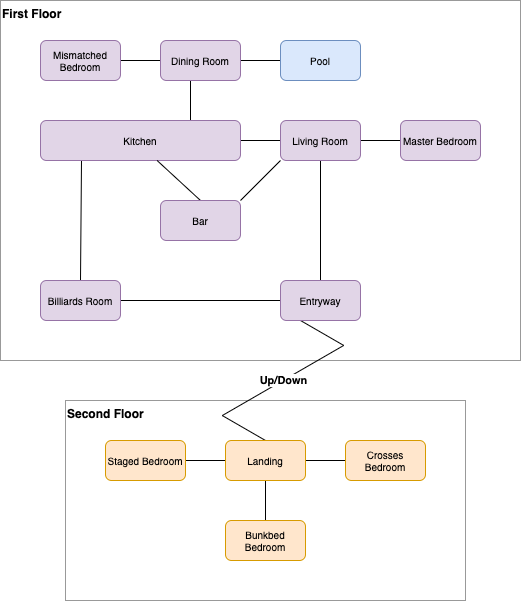 First Floor
Mismatched
Bedroom
Dining Room
Pool
Kitchen
Living Room
Master Bedroom
Bar
Billiards Room
Entryway
Up/Down
Second Floor
Staged Bedroom
Landing
Crosses
Bedroom
Bunkbed
Bedroom